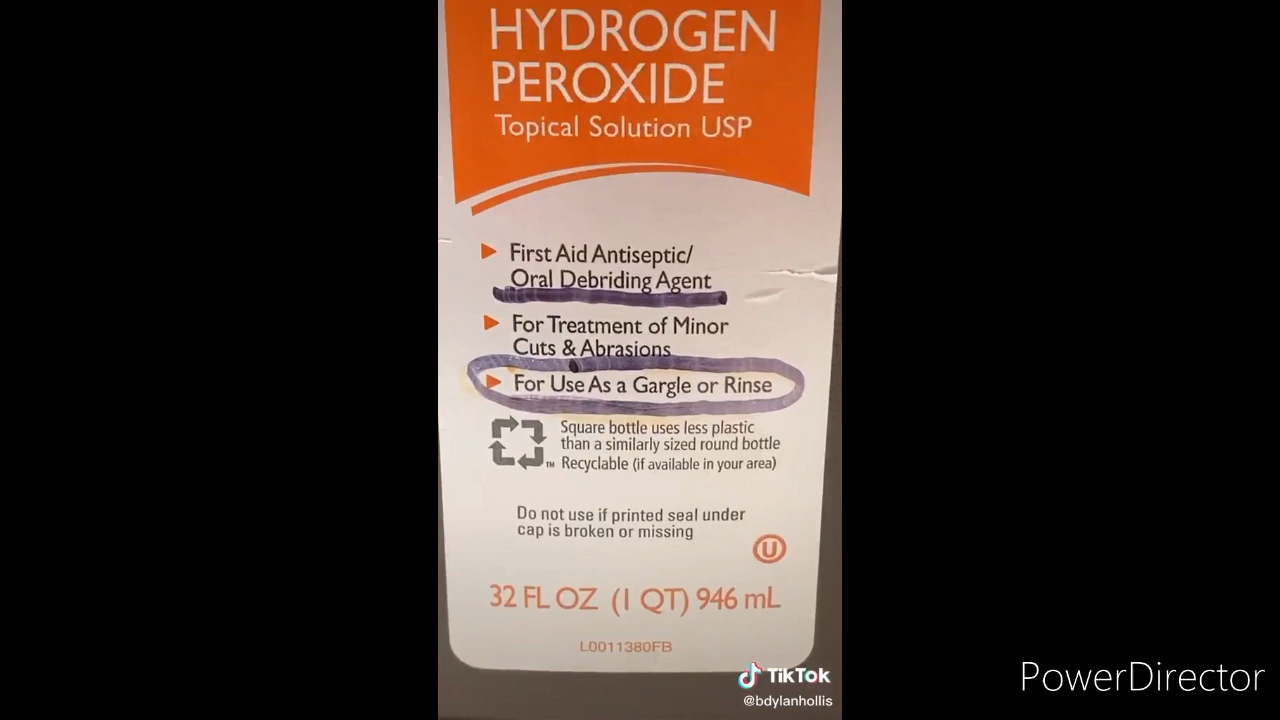 HYDROGEN
PEROXIDE
Topical Solution USP
First Aid Antiseptic/
Oral Debriding Agent
For Treatment of Minor
Cuts & Abrasions
For Use As a Gargle or Rinse
Square bottle uses less plastic
than a similarly sized round bottle
TM Recyclable (if available in your area)
Do not use if printed seal under
cap is broken or missing
U
32 FL OZ (1 QT) 946 mL
L0011380FB
TikTok
@bdylanhollis
PowerDirector